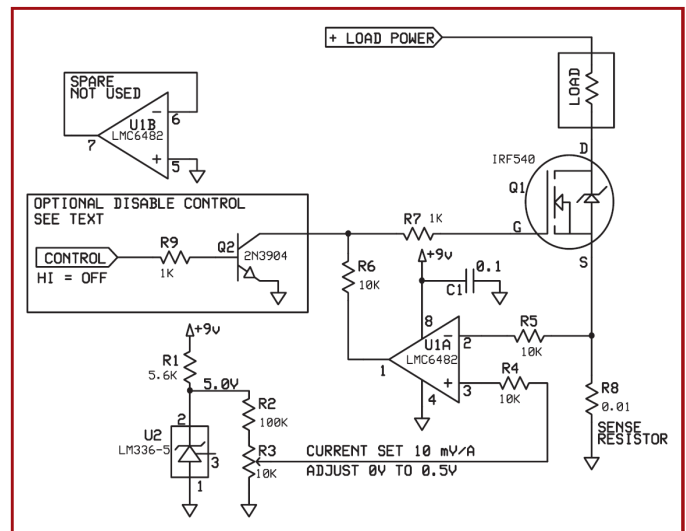 + LOAD POWER
LOAD
SPARE
NOT USED
6
U1B
LMC6482
7
5
−
+
D
IRF540
Q1
G
S
OPTIONAL DISABLE CONTROL
SEE TEXT
CONTROL
HI = OFF
R9
1K
Q2
2N3904
R7 1K
+9v
R6
10K
0.1
C1
8
U1A
LMC6482
−
+
1
2
3
4
R5
10K
R4
10K
R8
0.01
SENSE
RESISTOR
+9v
R1
5.6K
5.0V
2
U2
LM336-5
3
1
R2
100K
R3
10K
CURRENT SET 10 mV/A
ADJUST 0V TO 0.5V